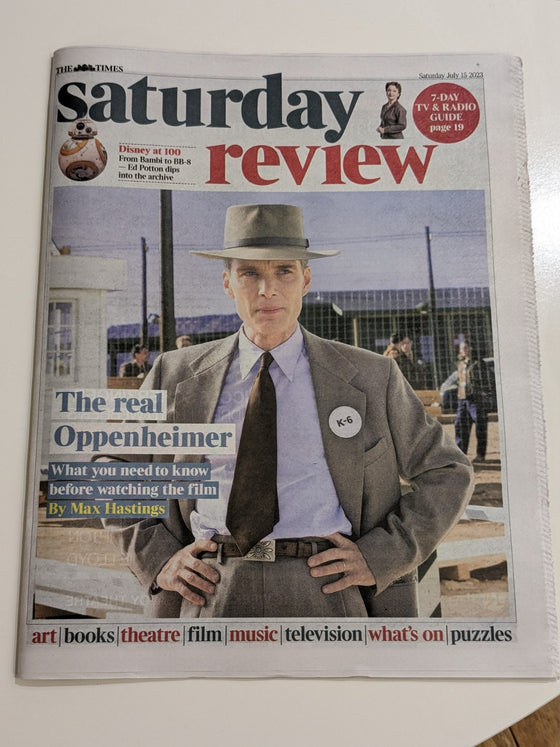 THE TIMES
Saturday July 15 2023
saturday
review
7-DAY
TV & RADIO
GUIDE
page 19
Disney at 100
From Bambi to BB-8
— Ed Potton dips
into the archive
K-6
The real
Oppenheimer
What you need to know
before watching the film
By Max Hastings
art|books|theatre|film|music|television|what's on|puzzles